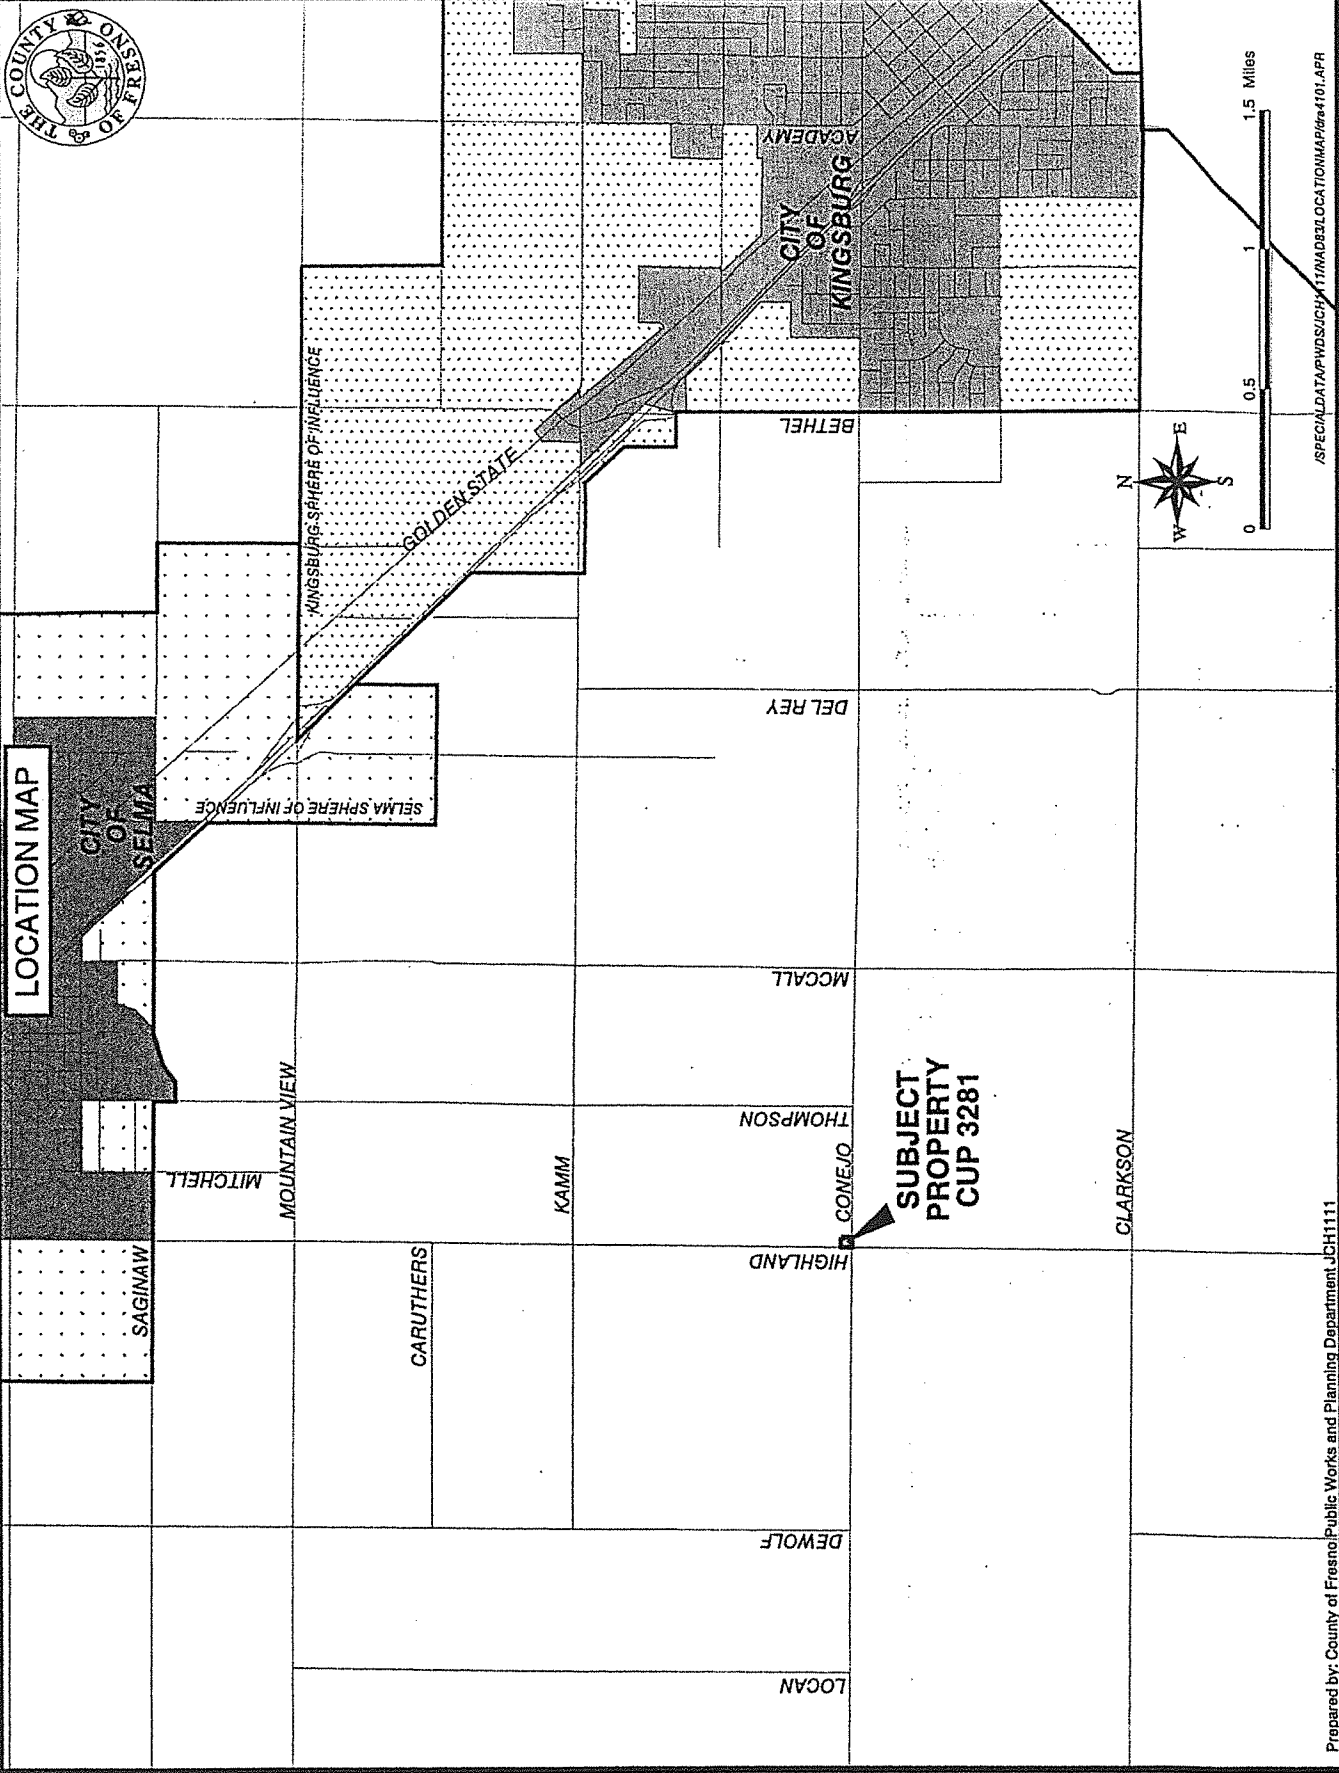 LOCATION MAP
THE COUNTY OF FRESNO
1856
CITY
OF
SELMA
SAGINAW
MITCHELL
MOUNTAIN VIEW
SELMA SPHERE OF INFLUENCE
KINGSBURG SPHERE OF INFLUENCE
GOLDEN STATE
CARUTHERS
KAMM
ACADEMY
CITY
OF
KINGSBURG
LOCAN
DEWOLF
HIGHLAND
CONEJO
THOMPSON
MCCALL
DEL REY
BETHEL
SUBJECT
PROPERTY
CUP 3281
CLARKSON
N
W
E
S
0
0.5
1
1.5 Miles
Prepared by: County of Fresno Public Works and Planning Department JCH1111